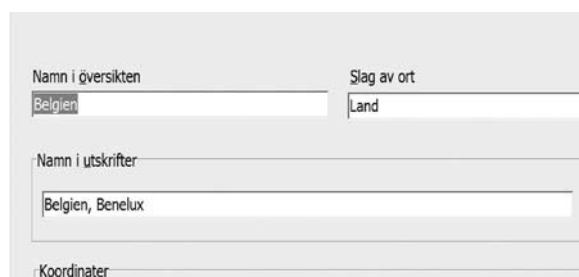 Namn i översikten
Slag av ort
Belgien
Land
Namn i utskrifter
Belgien, Benelux
Koordinater